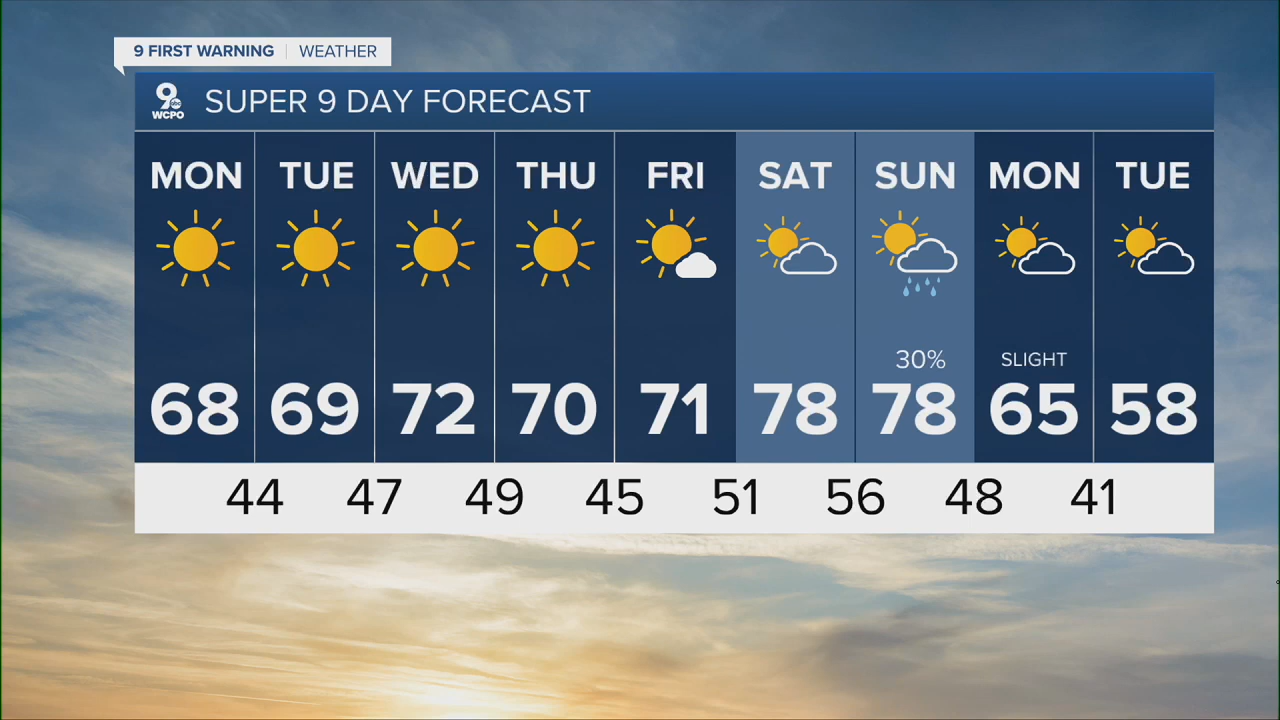 9 FIRST WARNING | WEATHER
9 abc
WCPO
SUPER 9 DAY FORECAST
MON TUE WED THU FRI SAT SUN MON TUE
30% SLIGHT
68 69 72 70 71 78 78 65 58
44 47 49 45 51 56 48 41